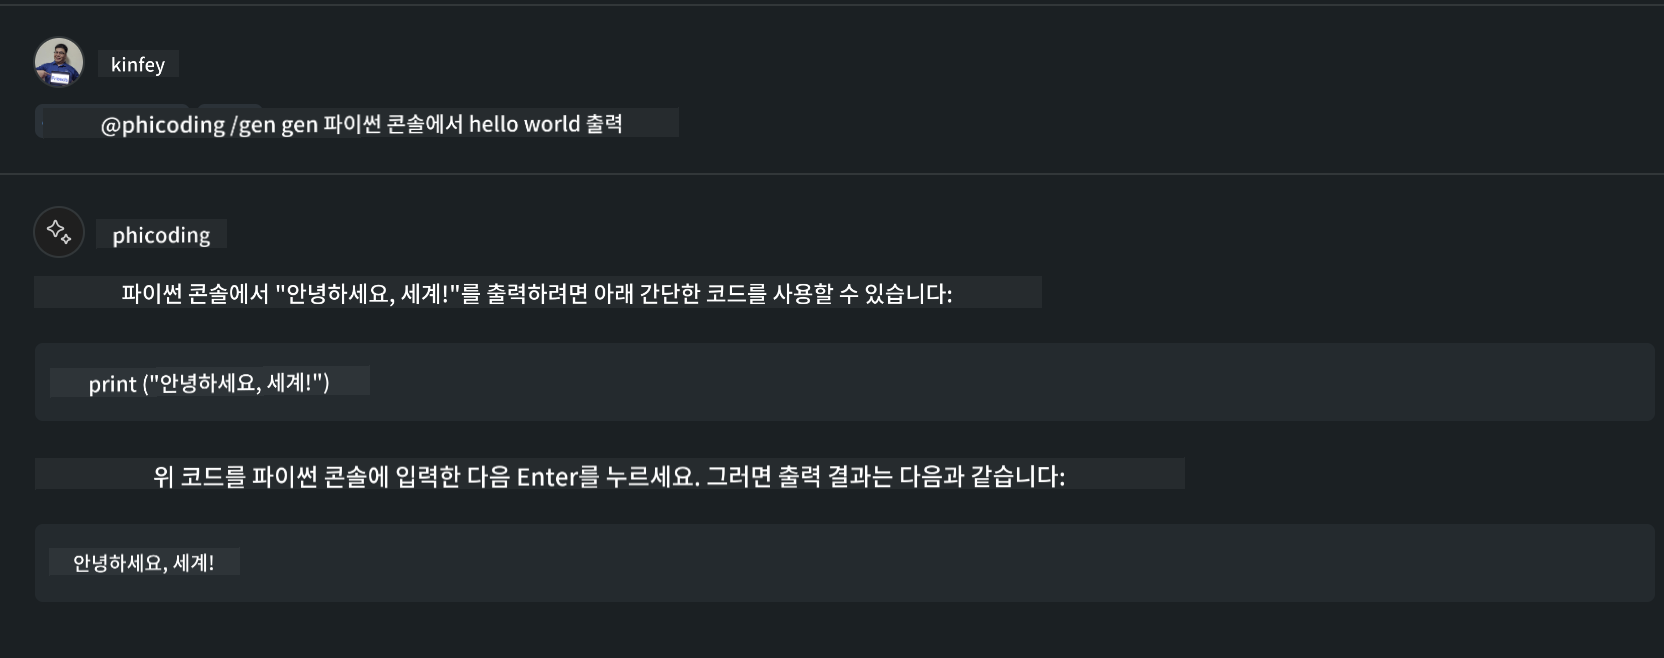 kinfey
@phicoding /gen gen 파이썬 콘솔에서 hello world 출력
phicoding
파이썬 콘솔에서 "안녕하세요, 세계!"를 출력하려면 아래 간단한 코드를 사용할 수 있습니다:
print ("안녕하세요, 세계!")
위 코드를 파이썬 콘솔에 입력한 다음 Enter를 누르세요. 그러면 출력 결과는 다음과 같습니다:
안녕하세요, 세계!